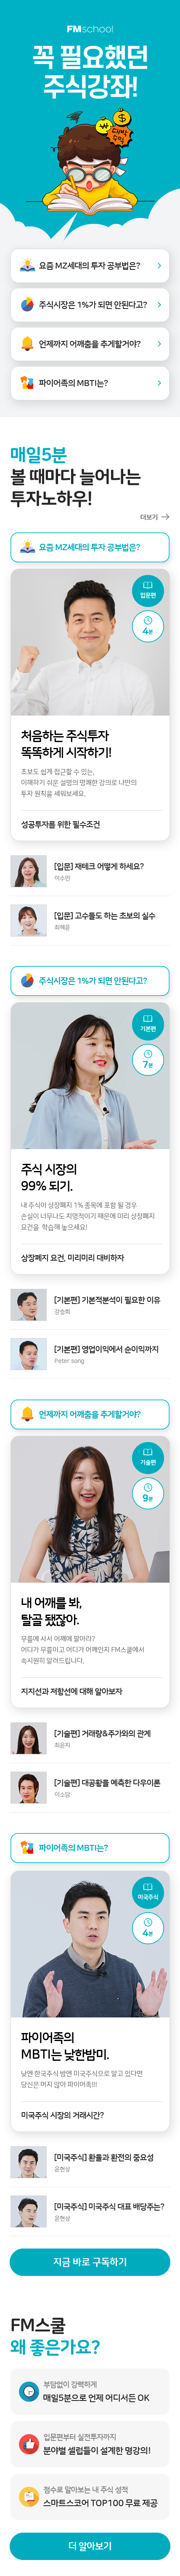 FMschool
꼭 필요했던
주식강좌!
대박
수익
요즘 MZ세대의 투자 공부법은?
주식시장은 1%가 되면 안된다고?
언제까지 어깨춤을 추게할거야?
파이어족의 MBTI는?
매일5분
볼 때마다 늘어나는
투자노하우!
더보기
요즘 MZ세대의 투자 공부법은?
입문편
4분
처음하는 주식투자
똑똑하게 시작하기!
초보도 쉽게 접근할 수 있는,
이해하기 쉬운 설명의 명쾌한 강의로 나만의
투자 원칙을 세워보세요.
성공투자를 위한 필수조건
[입문] 재테크 어떻게 하세요?
이수민
[입문] 고수들도 하는 초보의 실수
최혜윤
주식시장은 1%가 되면 안된다고?
기본편
7분
주식 시장의
99% 되기.
내 주식이 상장폐지 1% 종목에 포함 될 경우
손실이 너무나도 치명적이기 때문에 미리 상장폐지
요건을 학습해 놓으세요!
상장폐지 요건, 미리미리 대비하자
[기본편] 기본적분석이 필요한 이유
강승희
[기본편] 영업이익에서 순이익까지
Peter song
언제까지 어깨춤을 추게할거야?
기술편
9분
내 어깨를 봐,
탈골 됐잖아.
무릎에 사서 어깨에 팔아라?
어디가 무릎이고 어디가 어깨인지 FM스쿨에서
속시원히 알려드립니다.
지지선과 저항선에 대해 알아보자
[기술편] 거래량&주가와의 관계
최윤지
[기술편] 대공황을 예측한 다우이론
이소담
파이어족의 MBTI는?
미국주식
4분
파이어족의
MBTI는 낮한밤미.
낮엔 한국주식 밤엔 미국주식으로 알고 있다면
당신은 머지 않아 파이어족!!!
미국주식 시장의 거래시간?
[미국주식] 환율과 환전의 중요성
윤현상
[미국주식] 미국주식 대표 배당주는?
윤현상
지금 바로 구독하기
FM스쿨
왜 좋은가요?
부담없이 강력하게
매일5분으로 언제 어디서든 OK
입문편부터 실전투자까지
분야별 셀럽들이 설계한 명강의!
점수로 알아보는 내 주식 성적
스마트스코어 TOP100 무료 제공
더 알아보기